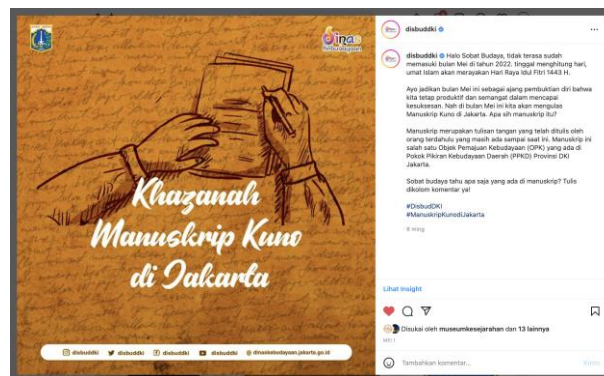 Dinas
Kebudayaan
Khazanah
Manuskrip Kuno
di Jakarta
disbuddki
disbuddki
disbuddki
disbuddki
dinaskebudayaan.jakarta.go.id
disbuddki
disbuddki Halo Sobat Budaya, tidak terasa sudah
memasuki bulan Mei di tahun 2022. tinggal menghitung hari,
umat Islam akan merayakan Hari Raya Idul Fitri 1443 H.
Ayo jadikan bulan Mei ini sebagai ajang pembuktian diri bahwa
kita tetap produktif dan semangat dalam mencapai
kesuksesan. Nah di bulan Mei ini kita akan mengulas
Manuskrip Kuno di Jakarta. Apa sih manuskrip itu?
Manuskrip merupakan tulisan tangan yang telah ditulis oleh
orang terdahulu yang masih ada sampai saat ini. Manuskrip ini
salah satu Objek Pemajuan Kebudayaan (OPK) yang ada di
Pokok Pikiran Kebudayaan Daerah (PPKD) Provinsi DKI
Jakarta.
Sobat budaya tahu apa saja yang ada di manuskrip? Tulis
dikolom komentar ya!
#DisbudDKI
#ManuskripKunodiJakarta
8 ming
Lihat Insight
Disukai oleh museumkesejarahan dan 13 lainnya
MEI 1
Tambahkan komentar...
Kirim